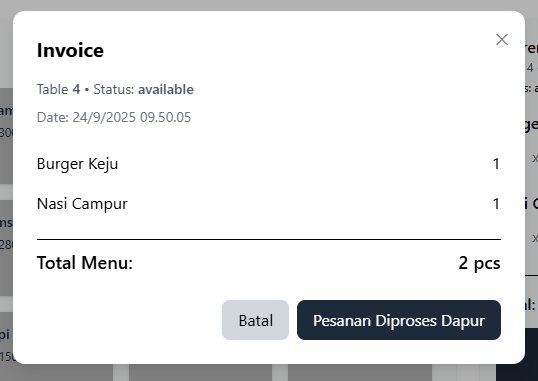 Invoice
Table 4 • Status: available
Date: 24/9/2025 09.50.05
Burger Keju 1
Nasi Campur 1
Total Menu: 2 pcs
Batal Pesanan Diproses Dapur